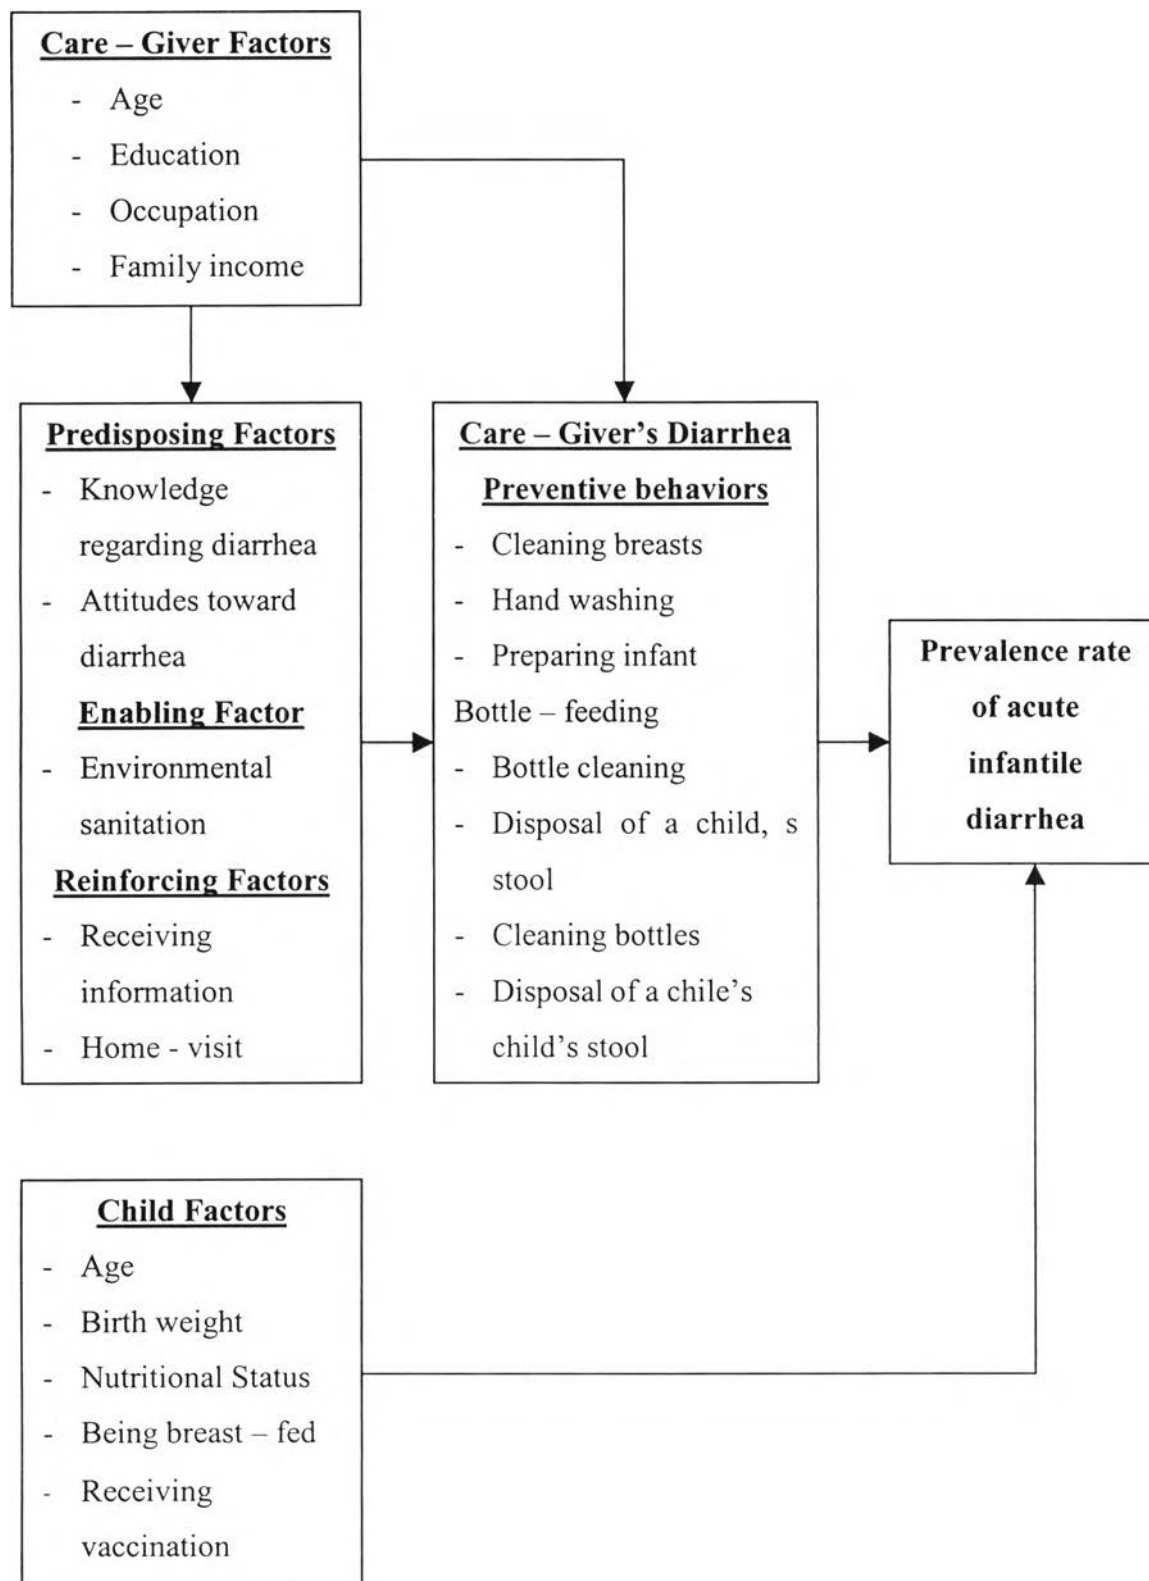 Care – Giver Factors
- Age
- Education
- Occupation
- Family income
Predisposing Factors
- Knowledge
regarding diarrhea
- Attitudes toward
diarrhea
Enabling Factor
- Environmental
sanitation
Reinforcing Factors
- Receiving
information
- Home - visit
Care – Giver’s Diarrhea
Preventive behaviors
- Cleaning breasts
- Hand washing
- Preparing infant
Bottle – feeding
- Bottle cleaning
- Disposal of a child, s
stool
- Cleaning bottles
- Disposal of a chile's
child's stool
Prevalence rate
of acute
infantile
diarrhea
Child Factors
- Age
- Birth weight
- Nutritional Status
- Being breast – fed
- Receiving
vaccination